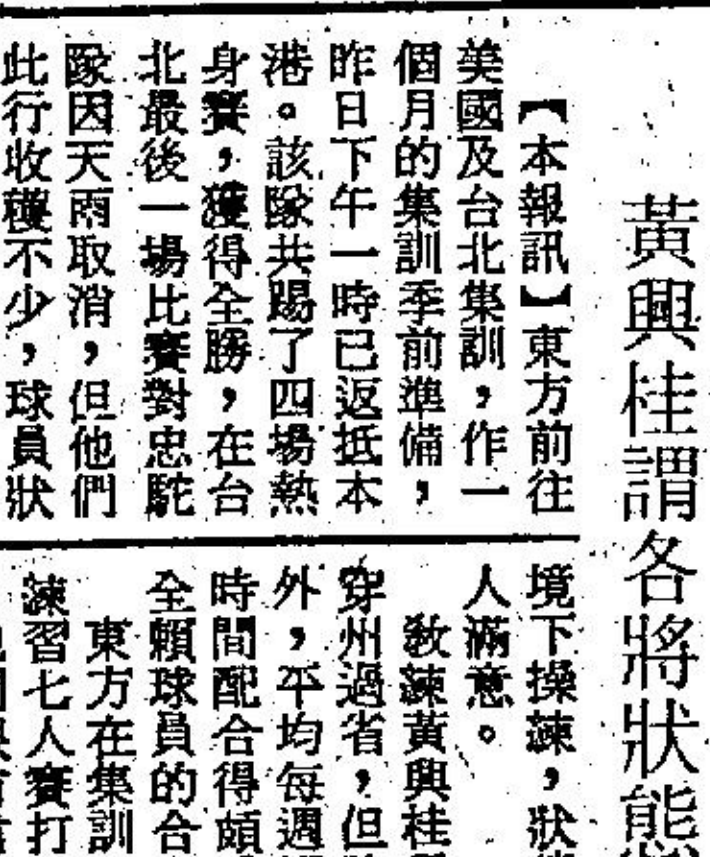 黃興桂謂各將狀能
【本報訊】東方前往
美國及台北集訓，作一
個月的集訓季前準備，
昨日下午一時已返抵本
港。該隊共踢了四場熱
身賽，獲得全勝，在台
北最後一場比賽對忠駝
隊因天雨取消，但他們
此行收穫不少，球員狀
境下操練，狀
人滿意。
教練黃興桂
穿州過省，但
外，平均每週
時間配合得頗
全賴球員的合
東方在集訓
練習七人賽打